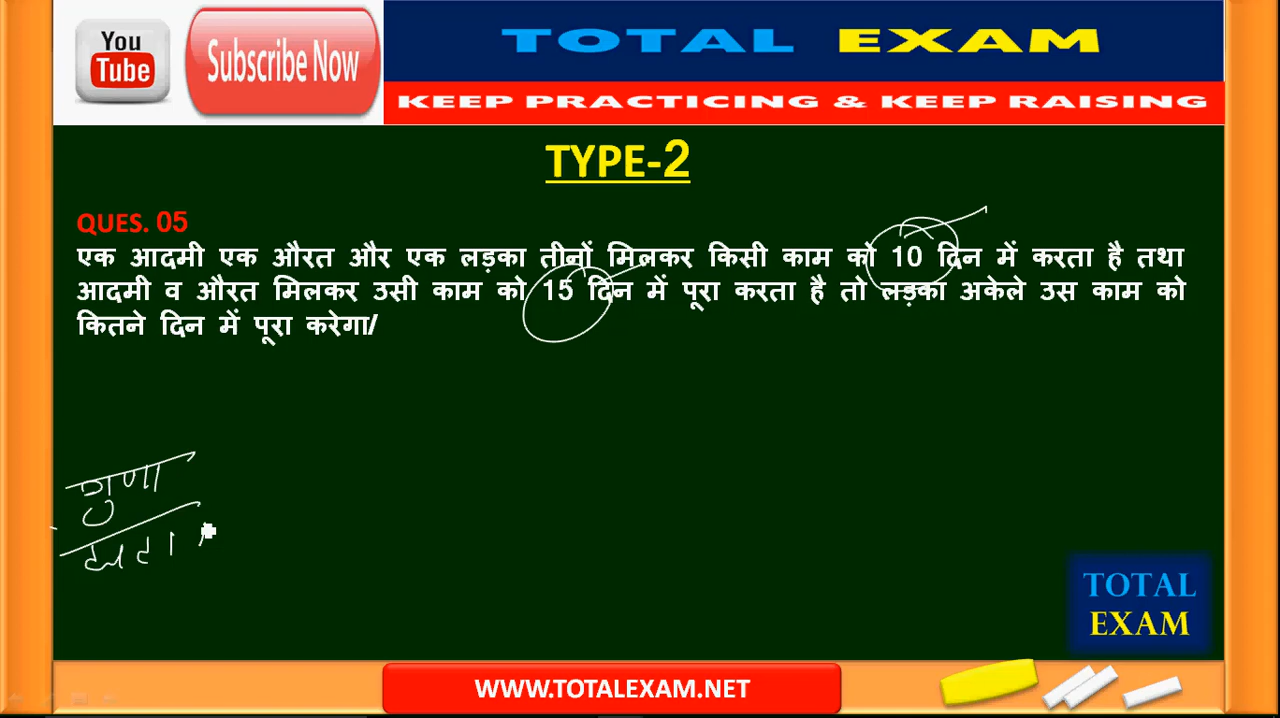 You
Tube
Subscribe Now
TOTAL EXAM
KEEP PRACTICING & KEEP RAISING
TYPE-2
QUES. 05
एक आदमी एक औरत और एक लड़का तीनों मिलकर किसी काम को 10 दिन में करता है तथा
आदमी व औरत मिलकर उसी काम को 15 दिन में पूरा करता है तो लड़का अकेले उस काम को
कितने दिन में पूरा करेगा/
गुणा
TOTAL
EXAM
WWW.TOTALEXAM.NET